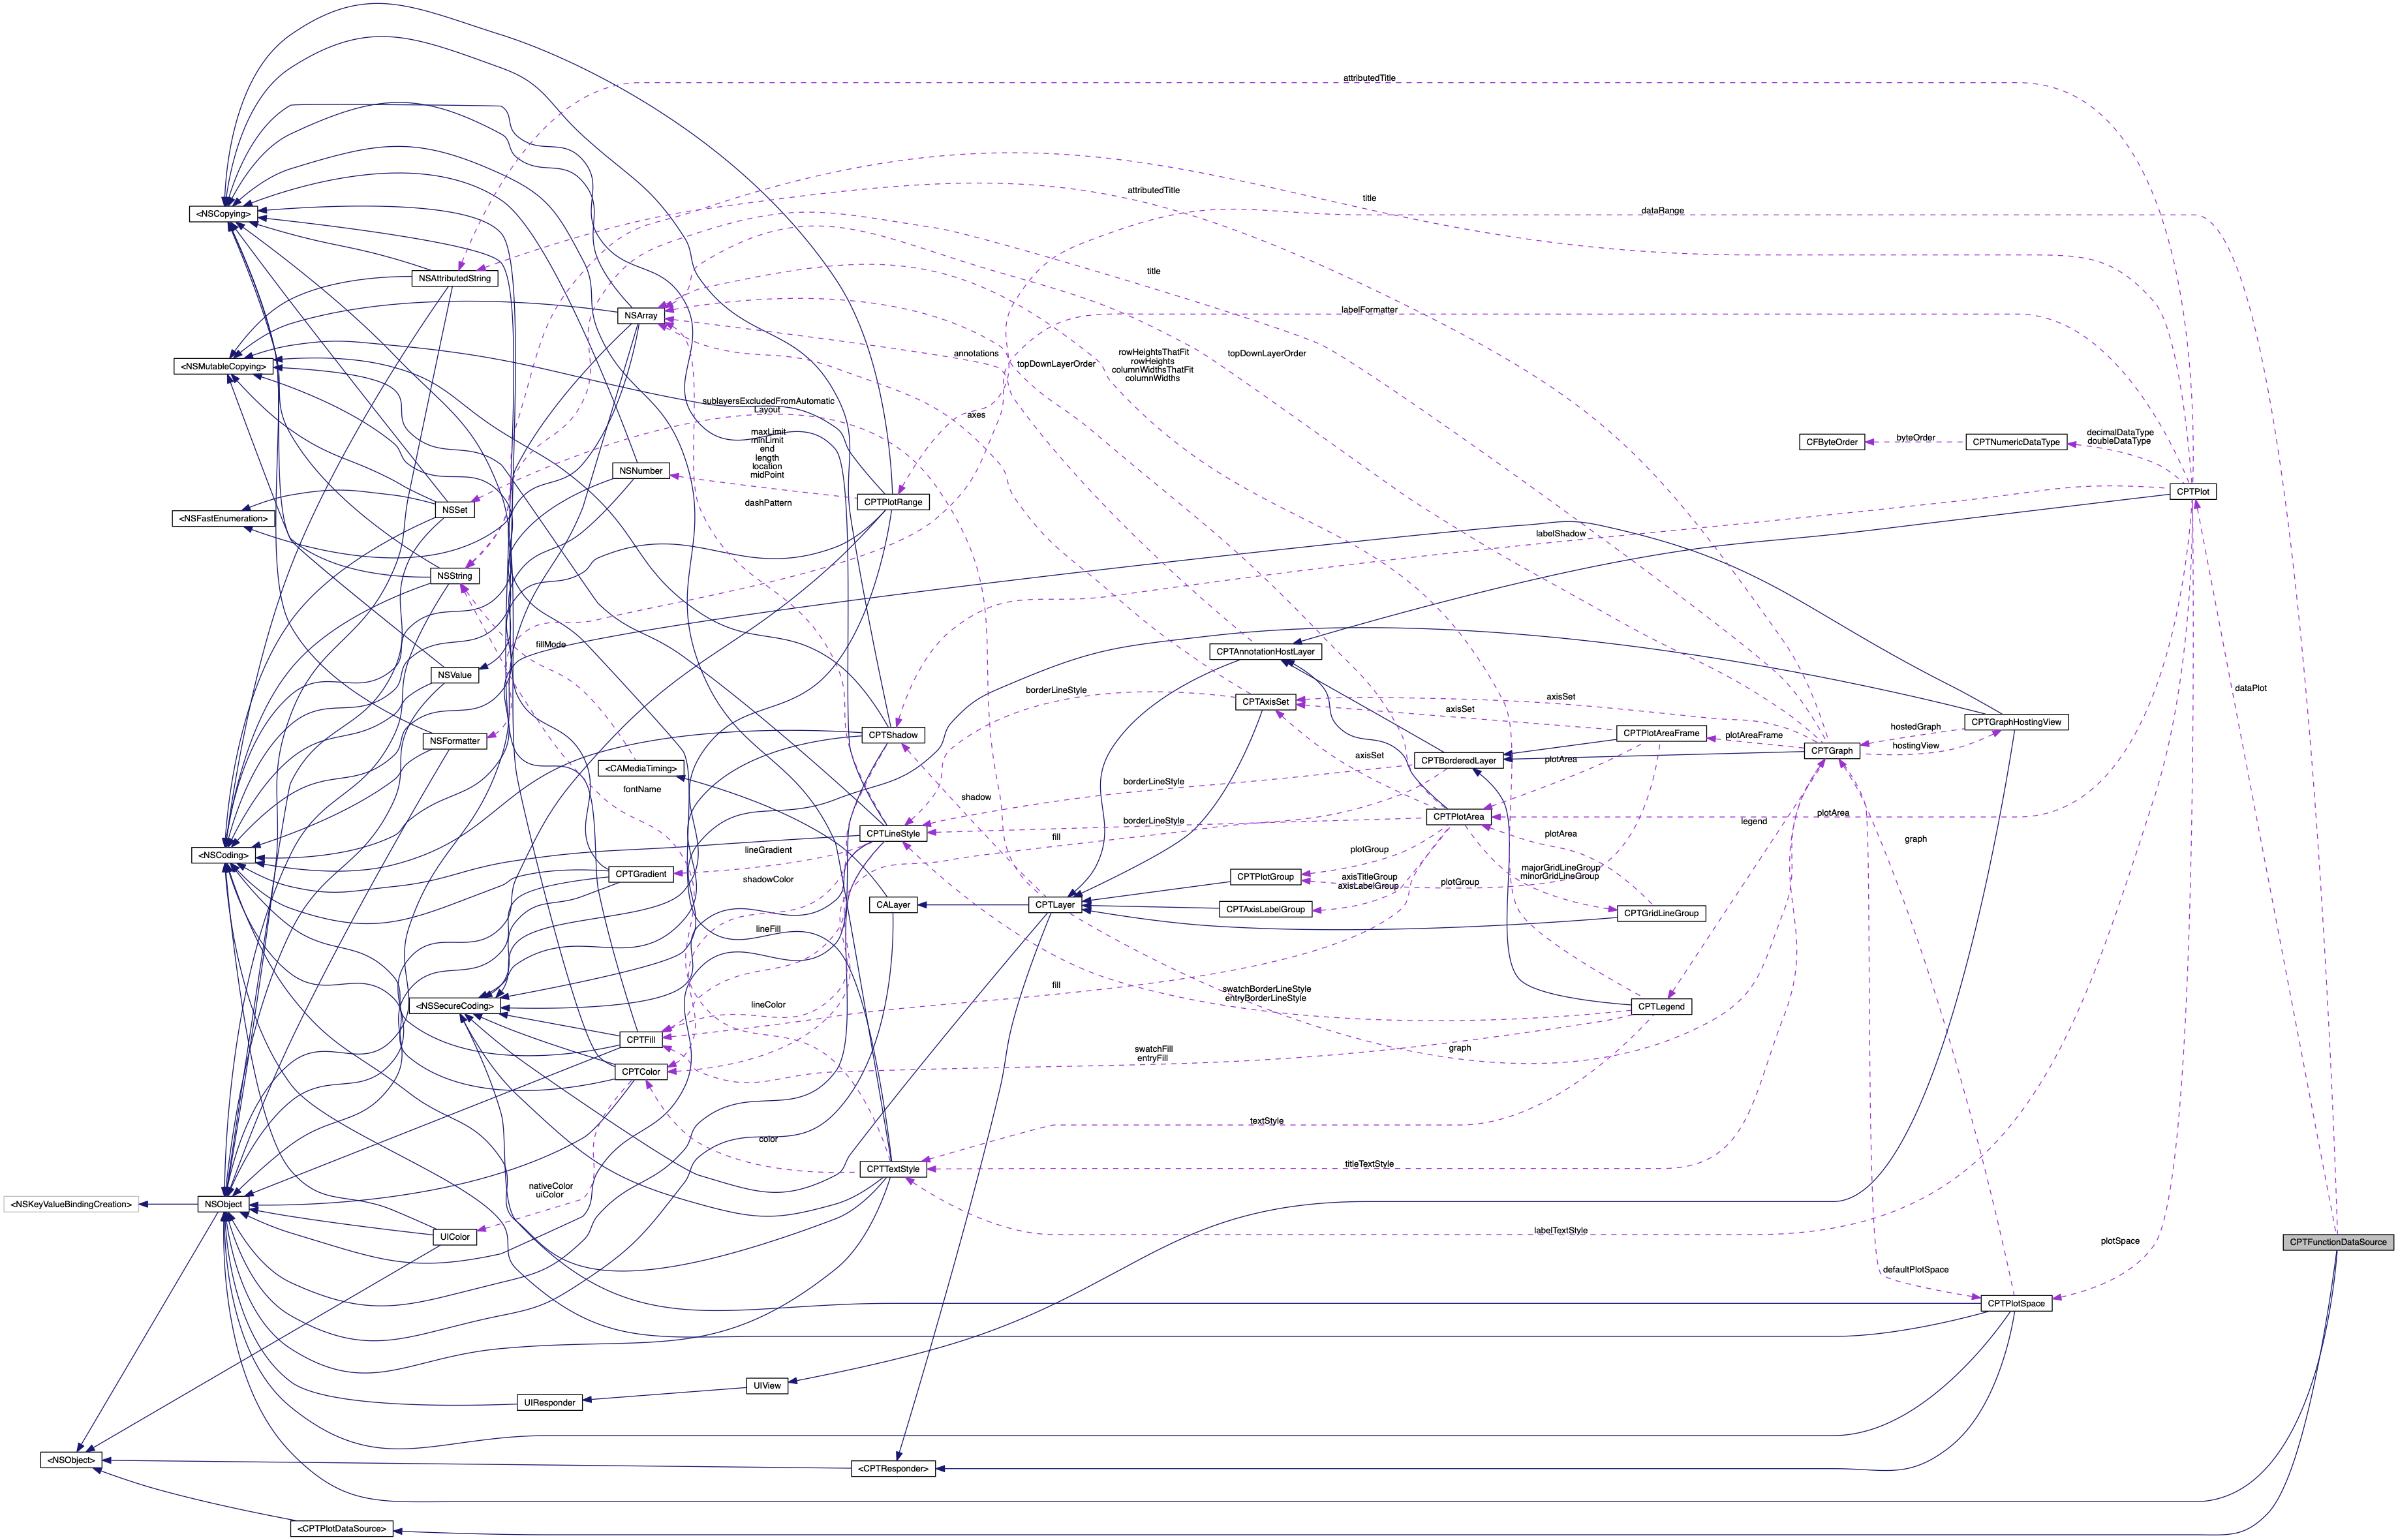 attributedTitle
attributedTitle
title
dataRange
<NSCopying>
NSAttributedString
title
labelFormatter
NSArray
annotations
topDownLayerOrder
rowHeightsThatFit
rowHeights
columnWidthsThatFit
columnWidths
topDownLayerOrder
<NSMutableCopying>
sublayersExcludedFromAutomatic
Layout
axes
maxLimit
minLimit
end
length
location
midPoint
CFByteOrder
byteOrder
CPTNumericDataType
decimalDataType
doubleDataType
NSNumber
CPTPlotRange
dashPattern
CPTPlot
NSSet
<NSFastEnumeration>
labelShadow
NSString
fillMode
CPTAnnotationHostLayer
NSValue
borderLineStyle
CPTAxisSet
axisSet
axisSet
dataPlot
CPTGraphHostingView
hostedGraph
hostingView
CPTShadow
CPTPlotAreaFrame
plotAreaFrame
CPTGraph
NSFormatter
<CAMediaTiming>
fontName
CPTBorderedLayer
axisSet
plotArea
borderLineStyle
shadow
CPTPlotArea
plotArea
borderLineStyle
legend
CPTLineStyle
fill
plotArea
graph
<NSCoding>
lineGradient
CPTGradient
shadowColor
plotGroup
CPTPlotGroup
axisTitleGroup
axisLabelGroup
plotGroup
majorGridLineGroup
minorGridLineGroup
CALayer
CPTLayer
CPTAxisLabelGroup
CPTGridLineGroup
lineFill
fill
swatchBorderLineStyle
entryBorderLineStyle
<NSSecureCoding>
lineColor
CPTLegend
CPTFill
swatchFill
entryFill
graph
CPTColor
textStyle
color
CPTTextStyle
titleTextStyle
nativeColor
uiColor
<NSKeyValueBindingCreation>
NSObject
UIColor
labelTextStyle
plotSpace
CPTFunctionDataSource
defaultPlotSpace
CPTPlotSpace
UIView
UIResponder
<NSObject>
<CPTResponder>
<CPTPlotDataSource>